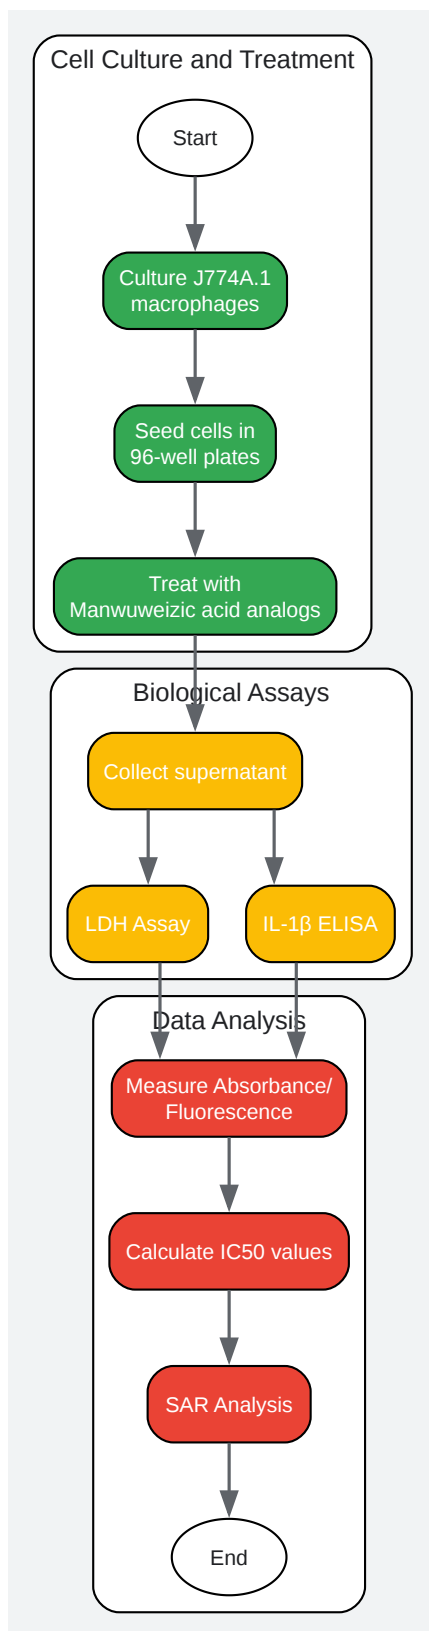 Cell Culture and Treatment
Start
Culture J774A.1
macrophages
Seed cells in
96-well plates
Treat with
Manwuweizic acid analogs
Biological Assays
Collect supernatant
LDH Assay
IL-1β ELISA
Data Analysis
Measure Absorbance/
Fluorescence
Calculate IC50 values
SAR Analysis
End